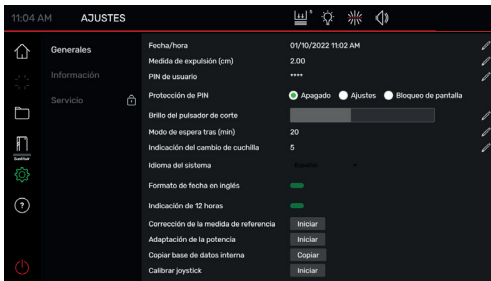 11:04 AM AJUSTES
Generales
Información
Servicio
Fecha/hora 01/10/2022 11:02 AM
Medida de expulsión (cm) 2.00
PIN de usuario ****
Protección de PIN Apagado Ajustes Bloqueo de pantalla
Brillo del pulsador de corte
Modo de espera tras (min) 20
Indicación del cambio de cuchilla 5
Idioma del sistema Español
Formato de fecha en inglés
Indicación de 12 horas
Corrección de la medida de referencia Iniciar
Adaptación de la potencia Iniciar
Copiar base de datos interna Copiar
Calibrar joystick Iniciar